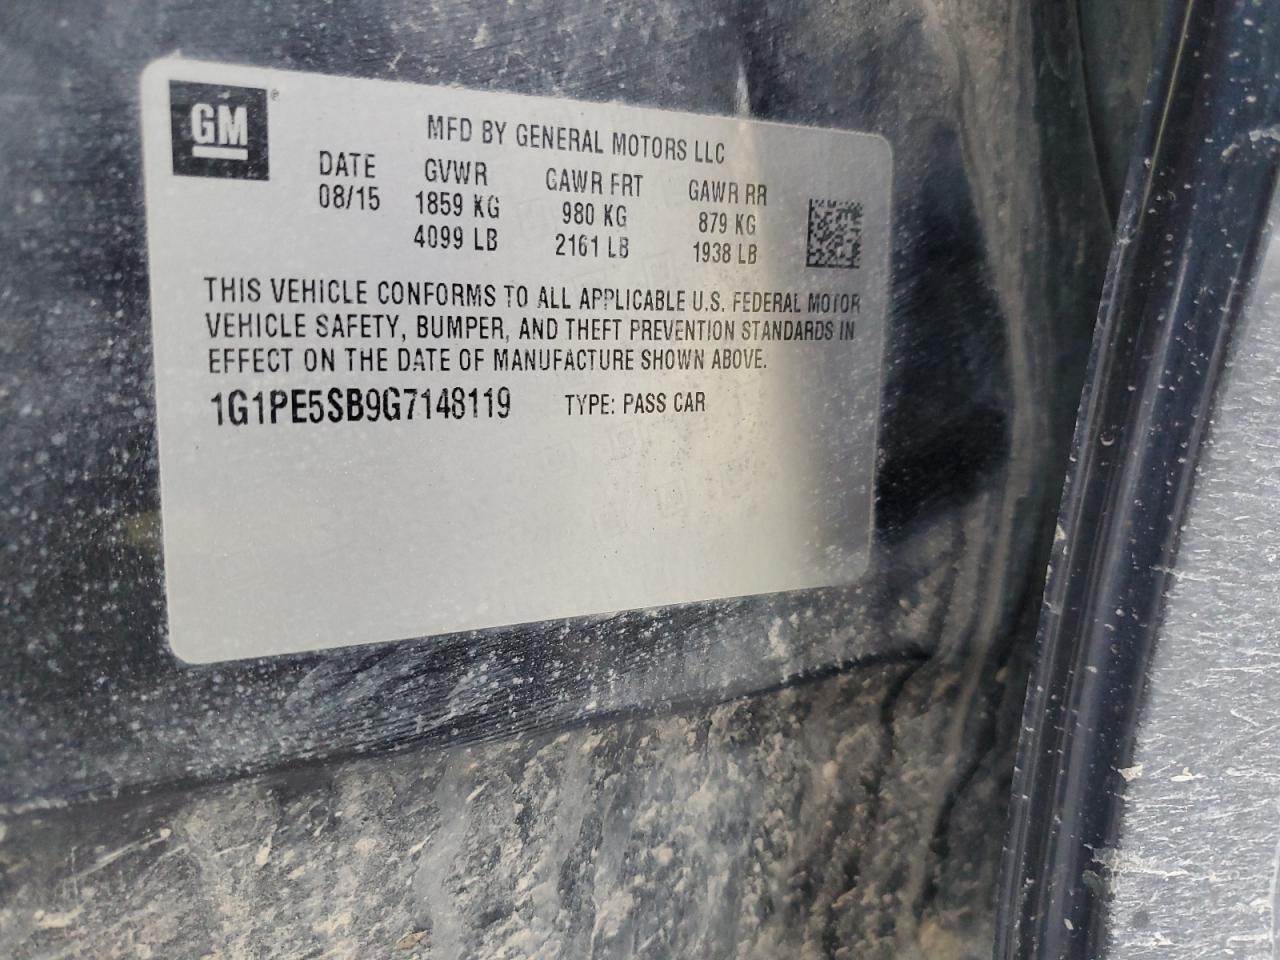 GM®
MFD BY GENERAL MOTORS LLC
DATE GVWR GAWR FRT GAWR RR
08/15 1859 KG 980 KG 879 KG
4099 LB 2161 LB 1938 LB
THIS VEHICLE CONFORMS TO ALL APPLICABLE U.S. FEDERAL MOTOR
VEHICLE SAFETY, BUMPER, AND THEFT PREVENTION STANDARDS IN
EFFECT ON THE DATE OF MANUFACTURE SHOWN ABOVE.
1G1PE5SB9G7148119 TYPE: PASS CAR